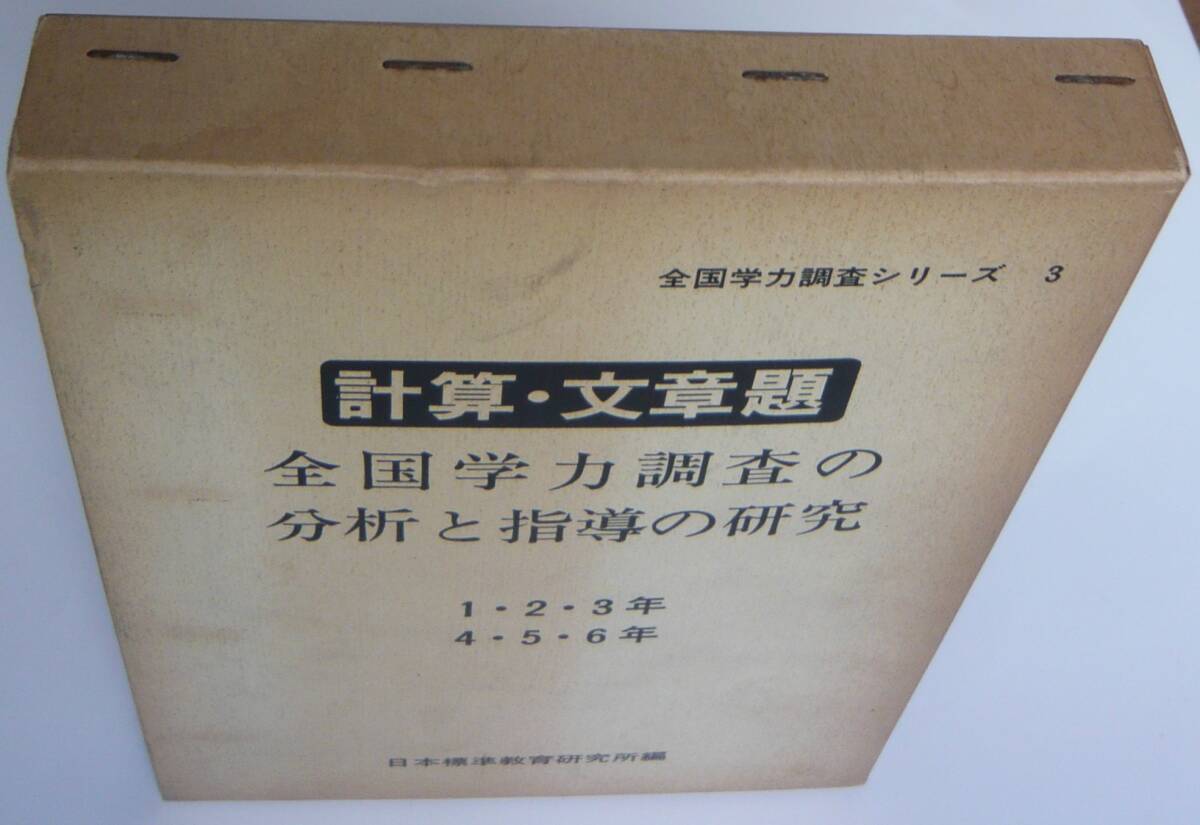 全国学力調査シリーズ 3
計算・文章題
全国学力調査の
分析と指導の研究
1・2・3年
4・5・6年
日本標準教育研究所編